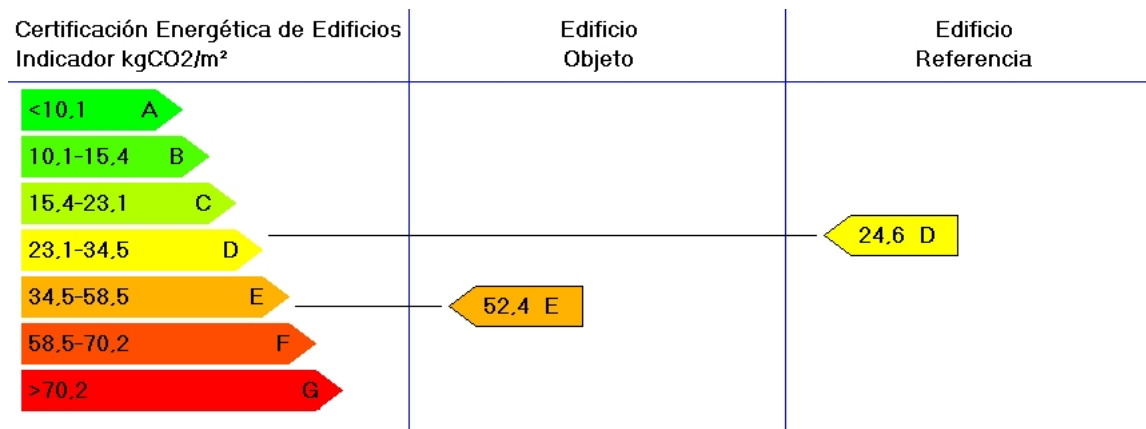 Certificación Energética de Edificios
Indicador kgCO2/m²
Edificio
Objeto
Edificio
Referencia
<10,1 A
10,1-15,4 B
15,4-23,1 C
23,1-34,5 D
24,6 D
34,5-58,5 E
52,4 E
58,5-70,2 F
>70,2 G